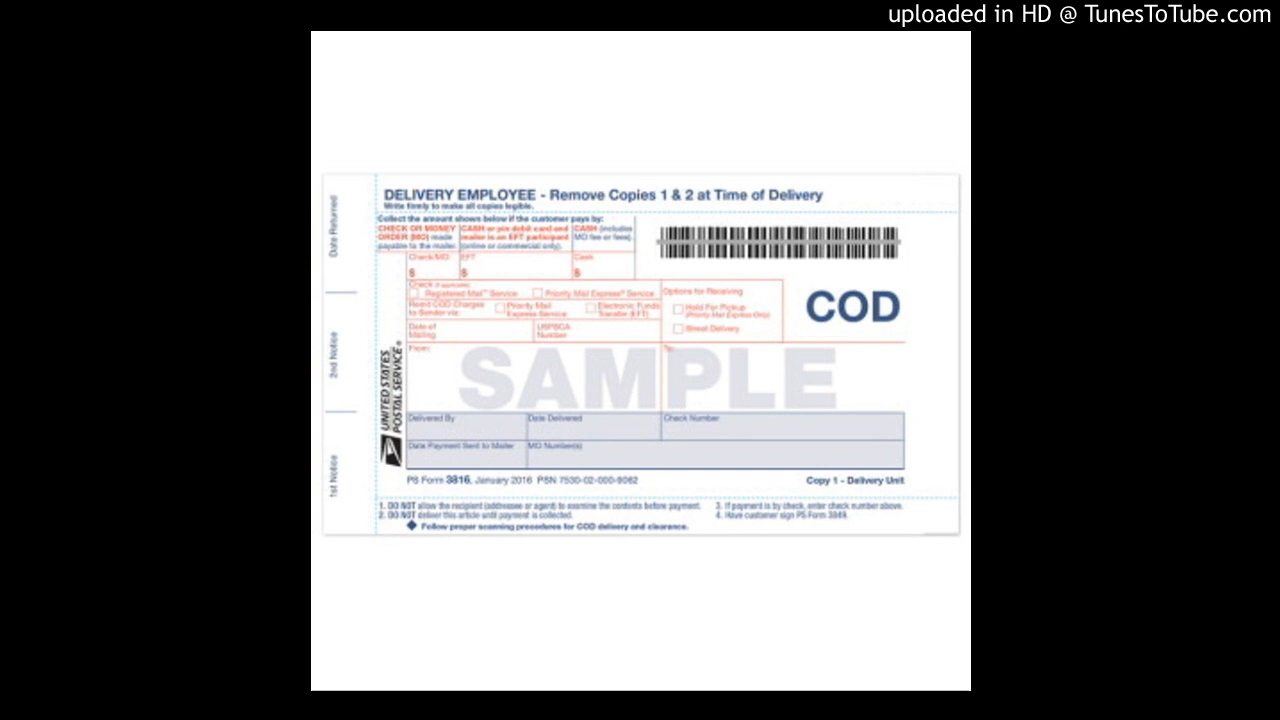 uploaded in HD @ TunesToTube.com
DELIVERY EMPLOYEE - Remove Copies 1 & 2 at Time of Delivery
Write firmly to make all copies legible.
Collect the amount shown below if the customer pays by:
CHECK OR MONEY ORDER (MO) made payable to the mailer.
CASH or pin debit card and mailer is an EFT participant (online or commercial only).
CASH (includes MO fee or fees).
Check/MO
$
EFT
$
Cash
$
Check (if applicable)
Registered Mail™ Service
Priority Mail Express® Service
Remit COD Charges to Sender via:
Priority Mail Express Service
Electronic Funds Transfer (EFT)
Options for Receiving
Hold For Pickup
(Priority Mail Express Only)
Street Delivery
COD
Date of Mailing
USPSCA Number
From:
To:
SAMPLE
Delivered By
Date Delivered
Check Number
Date Payment Sent to Mailer
MO Number(s)
PS Form 3816, January 2016 PSN 7530-02-000-8062
Copy 1 - Delivery Unit
1. DO NOT allow the recipient (addressee or agent) to examine the contents before payment.
2. DO NOT deliver this article until payment is collected.
3. If payment is by check, enter check number above.
4. Have customer sign PS Form 3849.
Follow proper scanning procedures for COD delivery and clearance.
Date Returned
2nd Notice
1st Notice
UNITED STATES
POSTAL SERVICE®